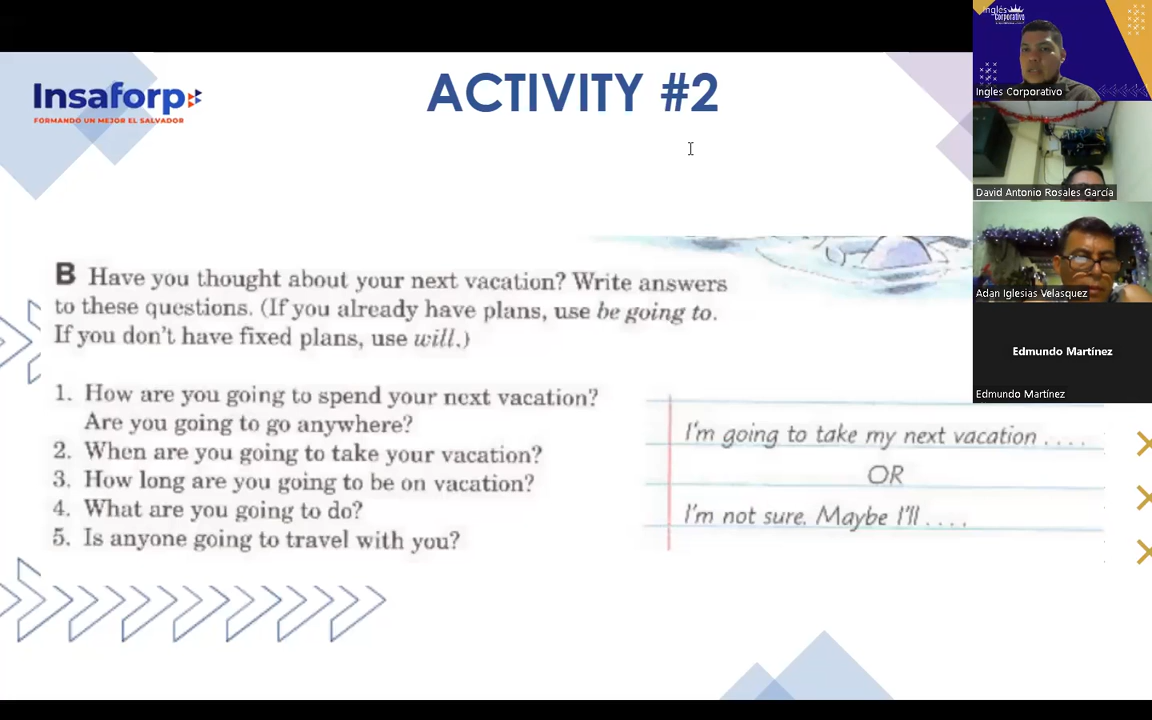 Insaforp
FORMANDO UN MEJOR EL SALVADOR
ACTIVITY #2
B Have you thought about your next vacation? Write answers
to these questions. (If you already have plans, use be going to.
If you don't have fixed plans, use will.)
1. How are you going to spend your next vacation?
Are you going to go anywhere?
2. When are you going to take your vacation?
3. How long are you going to be on vacation?
4. What are you going to do?
5. Is anyone going to travel with you?
I'm going to take my next vacation ....
OR
I'm not sure. Maybe I'll ....
Inglés
Corporativo
Ingles Corporativo
David Antonio Rosales García
Adan Iglesias Velasquez
Edmundo Martínez
Edmundo Martínez